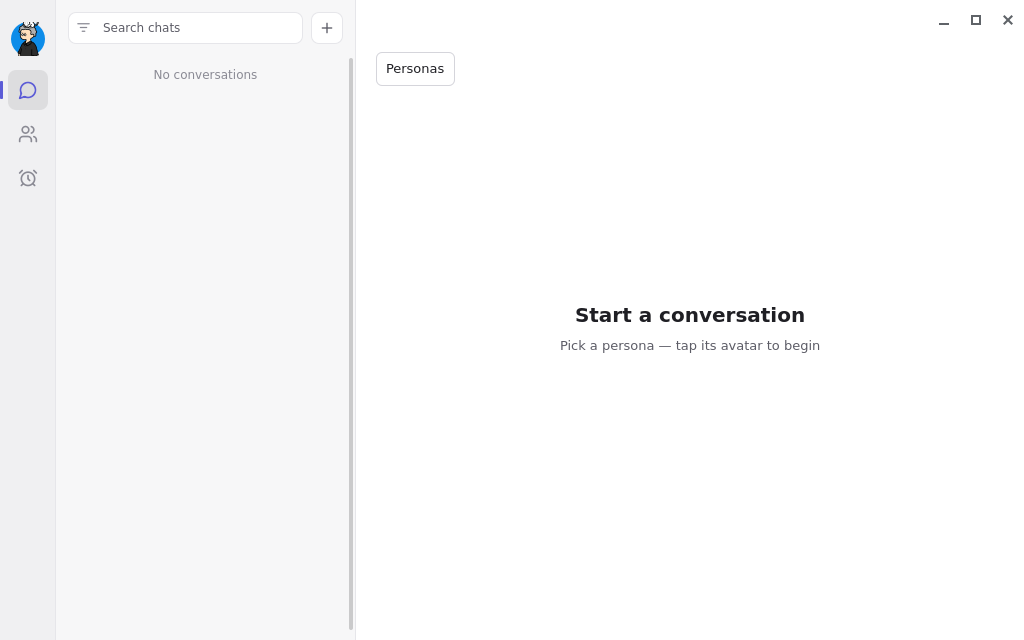 Search chats
No conversations
Personas
Start a conversation
Pick a persona — tap its avatar to begin